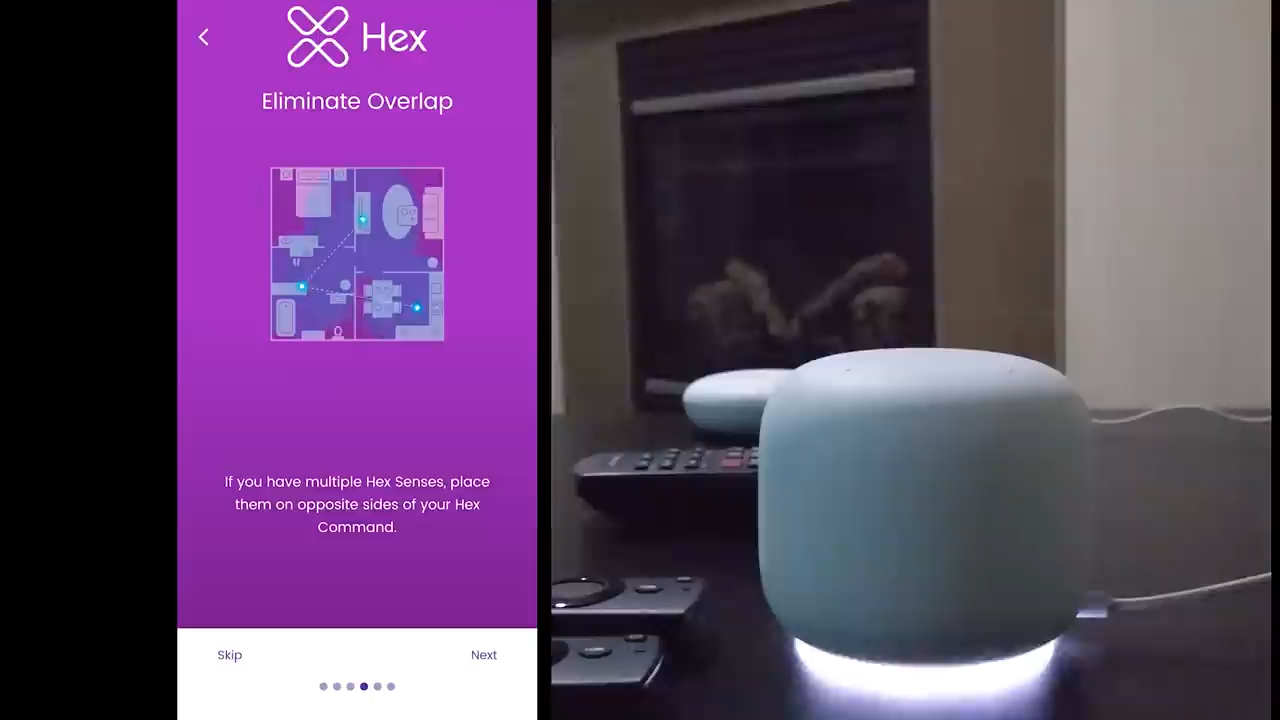 Hex
Eliminate Overlap
If you have multiple Hex Senses, place
them on opposite sides of your Hex
Command.
Skip
Next